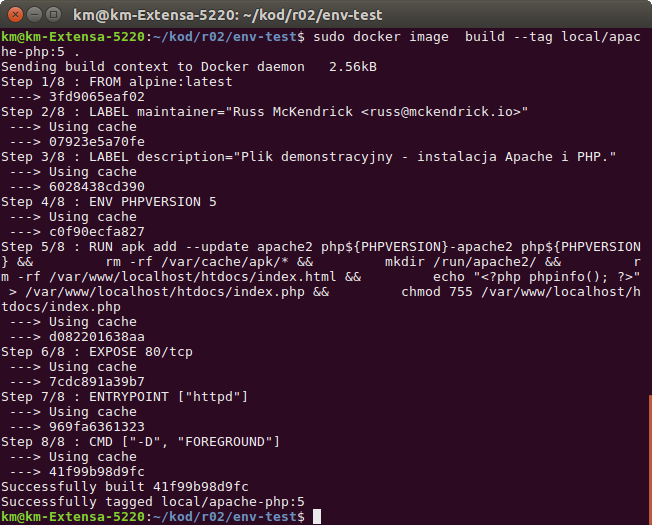 km@km-Extensa-5220: ~/kod/r02/env-test
km@km-Extensa-5220:~/kod/r02/env-test$ sudo docker image  build --tag local/apac
he-php:5 .
Sending build context to Docker daemon   2.56kB
Step 1/8 : FROM alpine:latest
 ---> 3fd9065eaf02
Step 2/8 : LABEL maintainer="Russ McKendrick <russ@mckendrick.io>"
 ---> Using cache
 ---> 07923e5a70fe
Step 3/8 : LABEL description="Plik demonstracyjny - instalacja Apache i PHP."
 ---> Using cache
 ---> 6028438cd390
Step 4/8 : ENV PHPVERSION 5
 ---> Using cache
 ---> c0f90ecfa827
Step 5/8 : RUN apk add --update apache2 php${PHPVERSION}-apache2 php${PHPVERSION
} &&         rm -rf /var/cache/apk/* &&         mkdir /run/apache2/ &&         r
m -rf /var/www/localhost/htdocs/index.html &&         echo "<?php phpinfo(); ?>"
 > /var/www/localhost/htdocs/index.php &&         chmod 755 /var/www/localhost/h
tdocs/index.php
 ---> Using cache
 ---> d082201638aa
Step 6/8 : EXPOSE 80/tcp
 ---> Using cache
 ---> 7cdc891a39b7
Step 7/8 : ENTRYPOINT ["httpd"]
 ---> Using cache
 ---> 969fa6361323
Step 8/8 : CMD ["-D", "FOREGROUND"]
 ---> Using cache
 ---> 41f99b98d9fc
Successfully built 41f99b98d9fc
Successfully tagged local/apache-php:5
km@km-Extensa-5220:~/kod/r02/env-test$